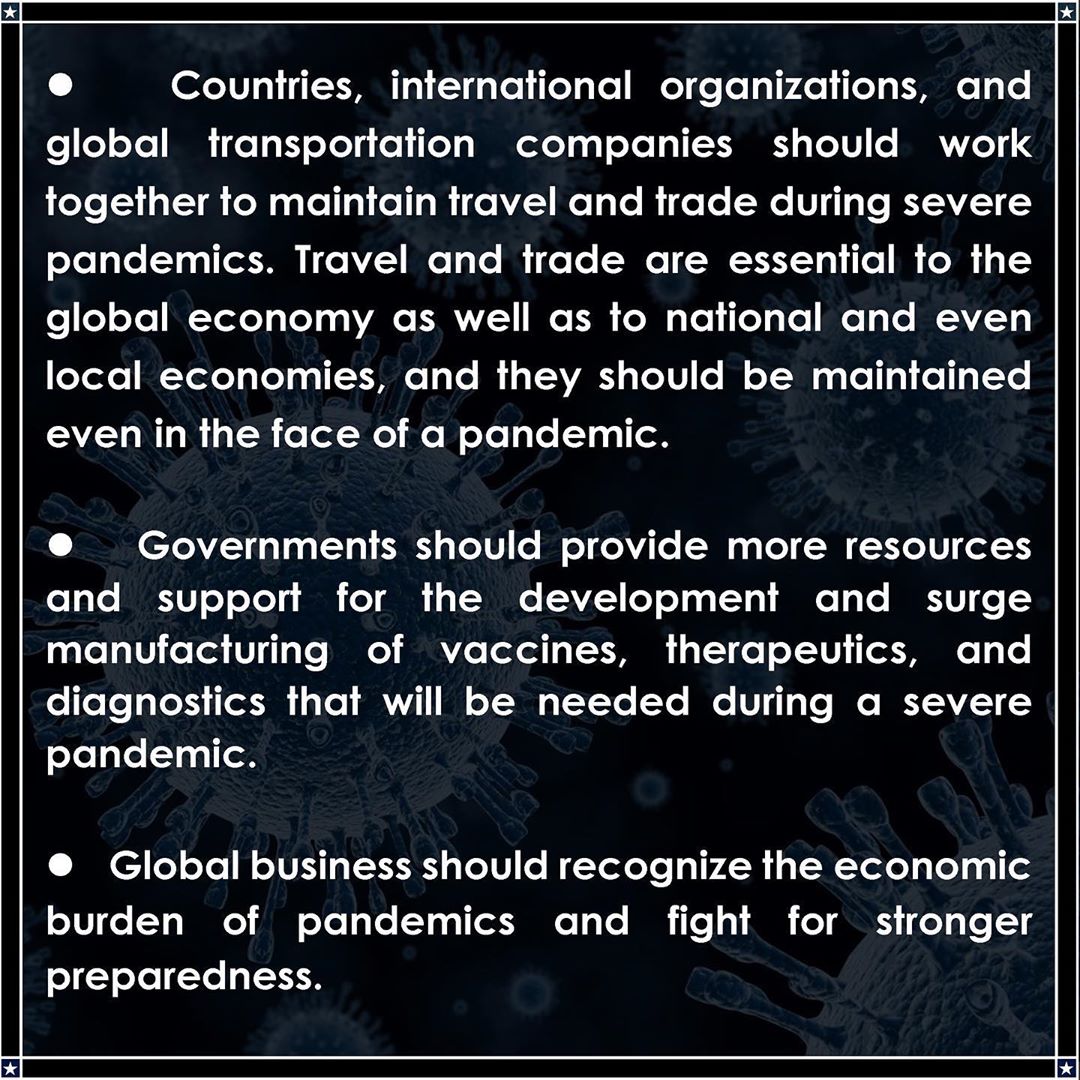 ● Countries, international organizations, and
global transportation companies should work
together to maintain travel and trade during severe
pandemics. Travel and trade are essential to the
global economy as well as to national and even
local economies, and they should be maintained
even in the face of a pandemic.
● Governments should provide more resources
and support for the development and surge
manufacturing of vaccines, therapeutics, and
diagnostics that will be needed during a severe
pandemic.
● Global business should recognize the economic
burden of pandemics and fight for stronger
preparedness.